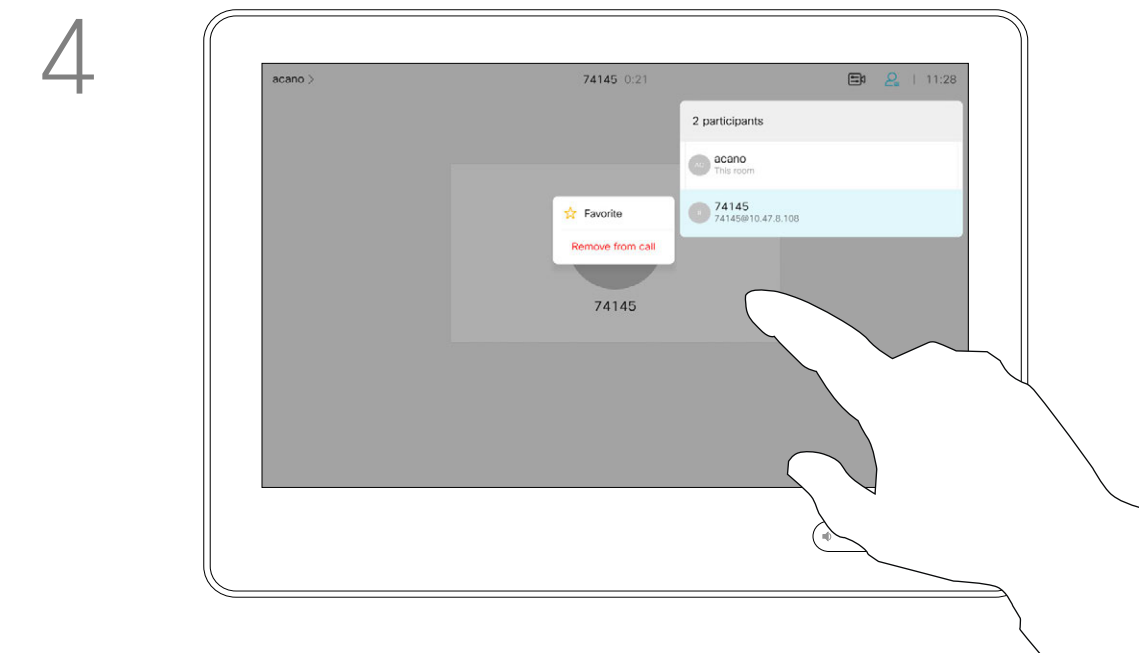 4
acano >
74145 0:21
| 11:28
2 participants
AC
acano
This room
74145
74145@10.47.8.108
Favorite
Remove from call
74145